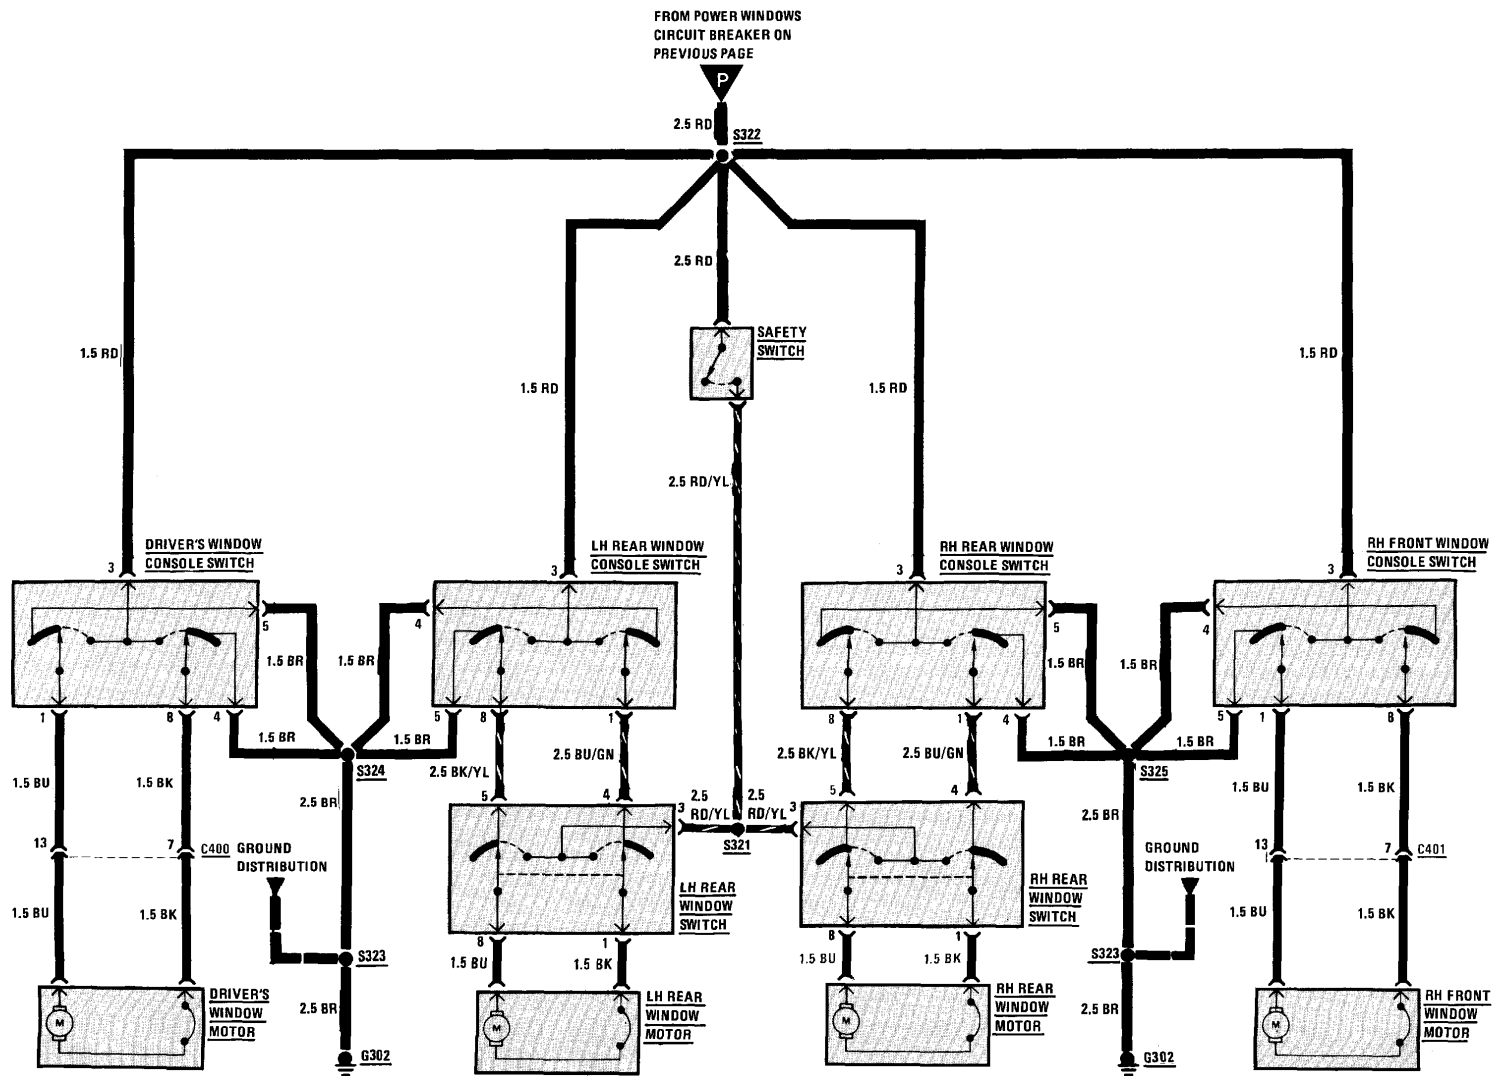 FROM POWER WINDOWS
CIRCUIT BREAKER ON
PREVIOUS PAGE
P
2.5 RD
S322
2.5 RD
SAFETY
SWITCH
1.5 RD
1.5 RD
1.5 RD
1.5 RD
2.5 RD/YL
DRIVER'S WINDOW
CONSOLE SWITCH
LH REAR WINDOW
CONSOLE SWITCH
RH REAR WINDOW
CONSOLE SWITCH
RH FRONT WINDOW
CONSOLE SWITCH
3
3
3
3
5
4
5
4
1.5 BR
1.5 BR
1.5 BR
1.5 BR
1
8
4
5
8
1
8
1
4
5
1
8
1.5 BR
1.5 BR
1.5 BR
1.5 BR
S324
S325
1.5 BU
1.5 BK
2.5 BK/YL
2.5 BU/GN
2.5 BK/YL
2.5 BU/GN
1.5 BU
1.5 BK
2.5 BR
2.5 BR
5
4
3
2.5
RD/YL
2.5
RD/YL
3
5
4
S321
13
7
C400
GROUND
DISTRIBUTION
GROUND
DISTRIBUTION
13
7
C401
LH REAR
WINDOW
SWITCH
RH REAR
WINDOW
SWITCH
1.5 BU
1.5 BK
1.5 BU
1.5 BK
8
1
8
1
S323
S323
1.5 BU
1.5 BK
1.5 BU
1.5 BK
DRIVER'S
WINDOW
MOTOR
M
2.5 BR
LH REAR
WINDOW
MOTOR
M
RH REAR
WINDOW
MOTOR
M
2.5 BR
RH FRONT
WINDOW
MOTOR
M
G302
G302